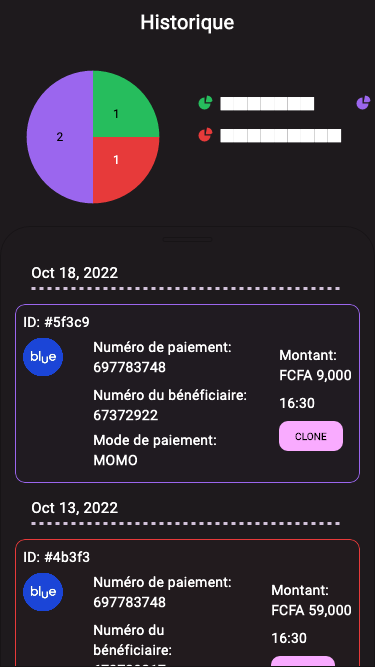 Historique
2
1
1
Oct 18, 2022
ID: #5f3c9
blue
Numéro de paiement:
697783748
Numéro du bénéficiaire:
67372922
Mode de paiement:
MOMO
Montant:
FCFA 9,000
16:30
CLONE
Oct 13, 2022
ID: #4b3f3
blue
Numéro de paiement:
697783748
Numéro du
bénéficiaire:
Montant:
FCFA 59,000
16:30